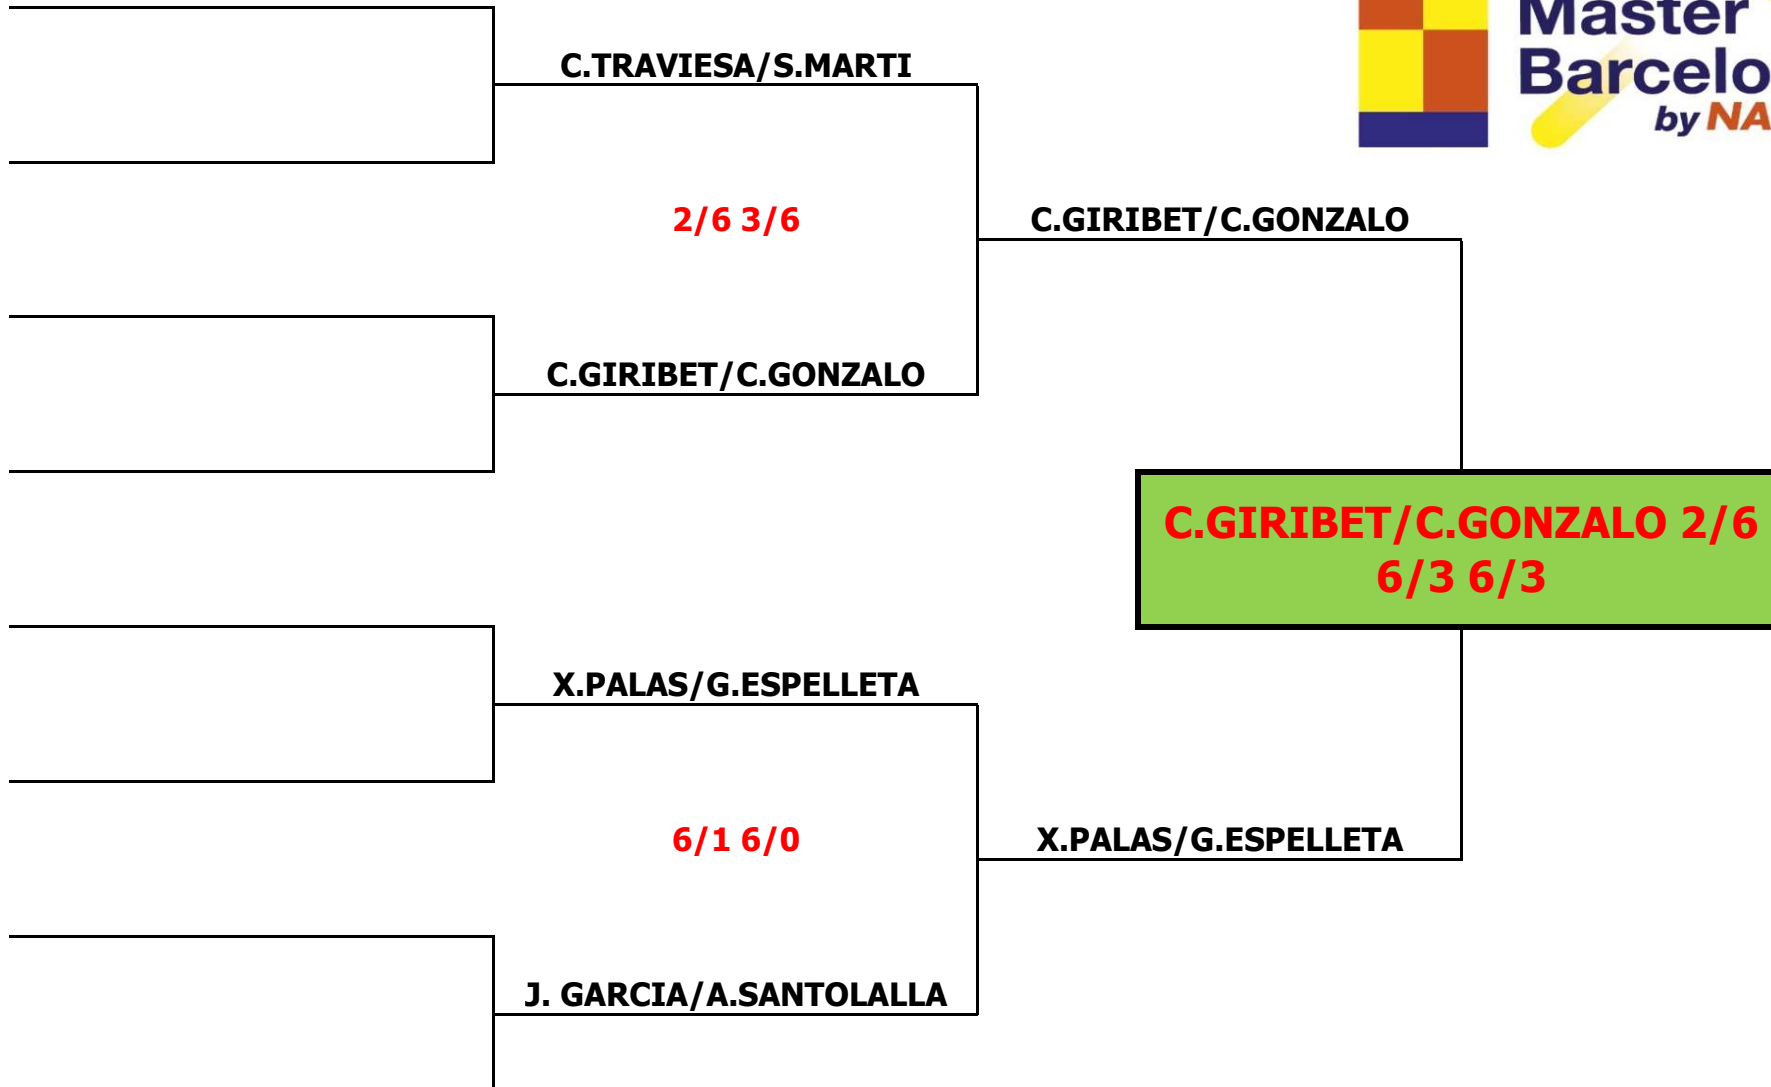 Master
Barcelo
by NA
C.TRAVIESA/S.MARTI
2/6 3/6
C.GIRIBET/C.GONZALO
C.GIRIBET/C.GONZALO
C.GIRIBET/C.GONZALO 2/6
6/3 6/3
X.PALAS/G.ESPELLETA
6/1 6/0
X.PALAS/G.ESPELLETA
J. GARCIA/A.SANTOLALLA